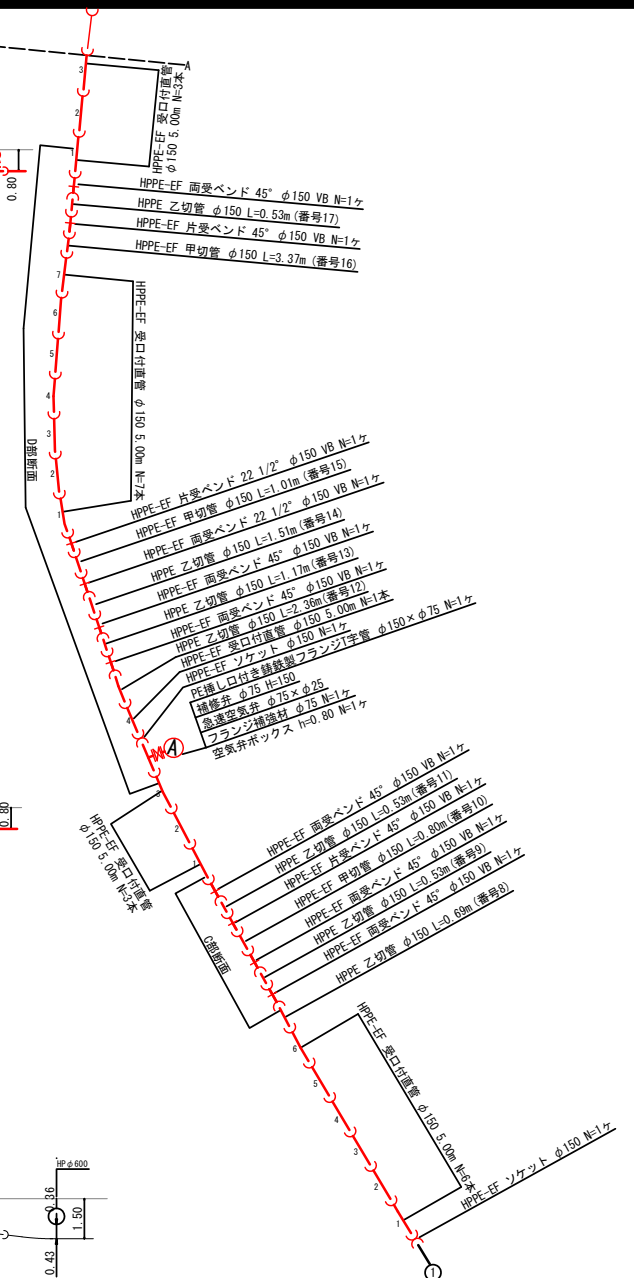 A
3
2
1
HPPE-EF 受口付直管
φ150 5.00m N=3本
0.80
HPPE-EF 両受ベンド 45° φ150 VB N=1ヶ
HPPE 乙切管 φ150 L=0.53m(番号17)
HPPE-EF 片受ベンド 45° φ150 VB N=1ヶ
HPPE-EF 甲切管 φ150 L=3.37m(番号16)
7
6
5
4
3
2
1
HPPE-EF 受口付直管 φ150 5.00m N=7本
D部断面
HPPE-EF 片受ベンド 22 1/2° φ150 VB N=1ヶ
HPPE-EF 甲切管 φ150 L=1.01m(番号15)
HPPE-EF 両受ベンド 22 1/2° φ150 VB N=1ヶ
HPPE 乙切管 φ150 L=1.51m(番号14)
HPPE-EF 両受ベンド 45° φ150 VB N=1ヶ
HPPE 乙切管 φ150 L=1.17m(番号13)
HPPE-EF 両受ベンド 45° φ150 VB N=1ヶ
HPPE 乙切管 φ150 L=2.36m(番号12)
HPPE-EF 受口付直管 φ150 5.00m N=1本
HPPE-EF ソケット φ150 N=1ヶ
PE挿し口付き鋳鉄製フランジT字管 φ150×φ75 N=1ヶ
補修弁 φ75 H=150
急速空気弁 φ75×φ25
フランジ補強材 φ75 N=1ヶ
空気弁ボックス h=0.80 N=1ヶ
4
A
3
2
1
0.80
HPPE-EF 受口付直管
φ150 5.00m N=3本
HPPE-EF 両受ベンド 45° φ150 VB N=1ヶ
HPPE 乙切管 φ150 L=0.53m(番号11)
HPPE-EF 片受ベンド 45° φ150 VB N=1ヶ
HPPE-EF 甲切管 φ150 L=0.80m(番号10)
HPPE-EF 両受ベンド 45° φ150 VB N=1ヶ
HPPE 乙切管 φ150 L=0.53m(番号9)
HPPE-EF 両受ベンド 45° φ150 VB N=1ヶ
HPPE 乙切管 φ150 L=0.69m(番号8)
C部断面
6
5
4
3
2
1
HPPE-EF 受口付直管 φ150 5.00m N=6本
HPPE-EF ソケット φ150 N=1ヶ
HPφ600
0.36
1.50
0.43
1